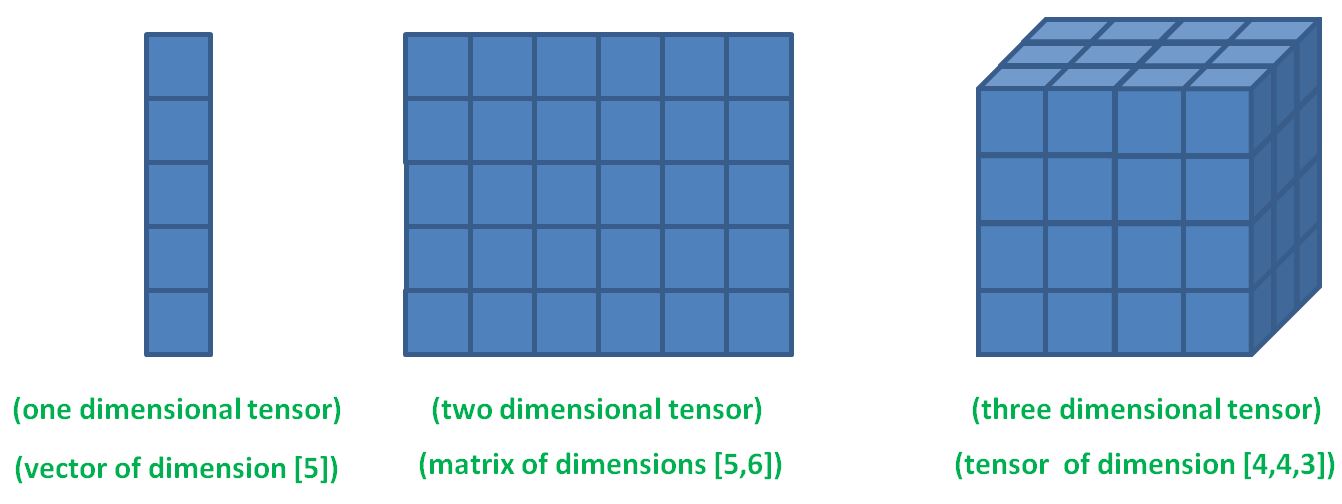 (one dimensional tensor)
(vector of dimension [5])
(two dimensional tensor)
(matrix of dimensions [5,6])
(three dimensional tensor)
(tensor of dimension [4,4,3])